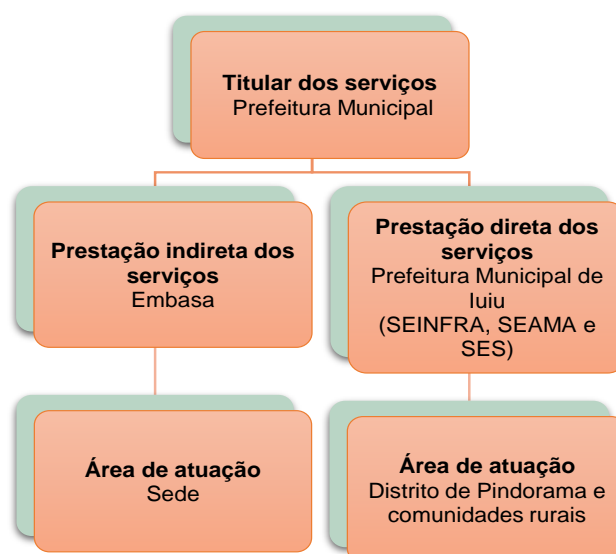 Titular dos serviços
Prefeitura Municipal
Prestação indireta dos
serviços
Embasa
Prestação direta dos
serviços
Prefeitura Municipal de
Iuiu
(SEINFRA, SEAMA e
SES)
Área de atuação
Sede
Área de atuação
Distrito de Pindorama e
comunidades rurais